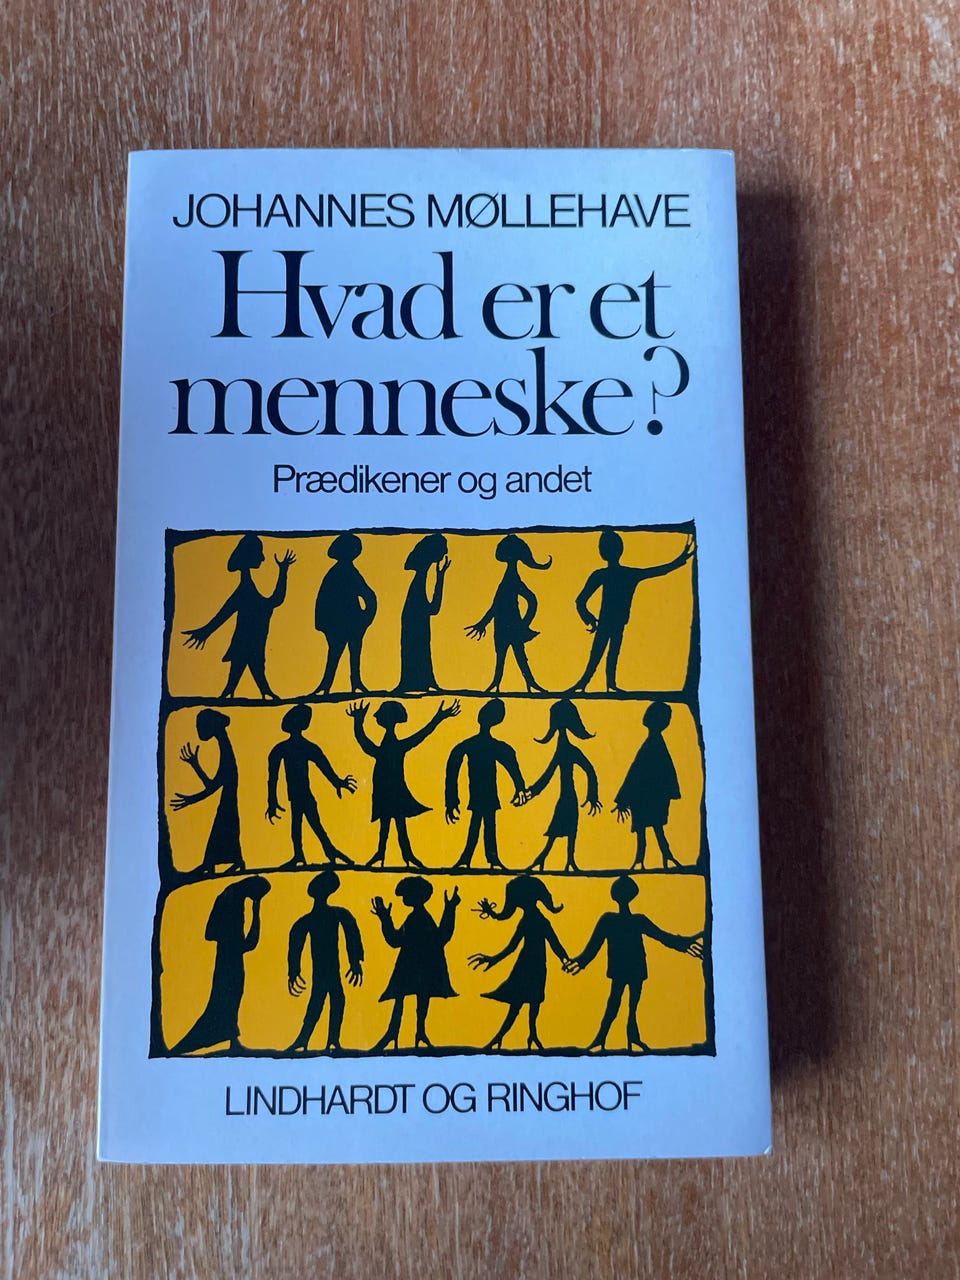 JOHANNES MØLLEHAVE
Hvad er et
menneske?
Prædikener og andet
LINDHARDT OG RINGHOF